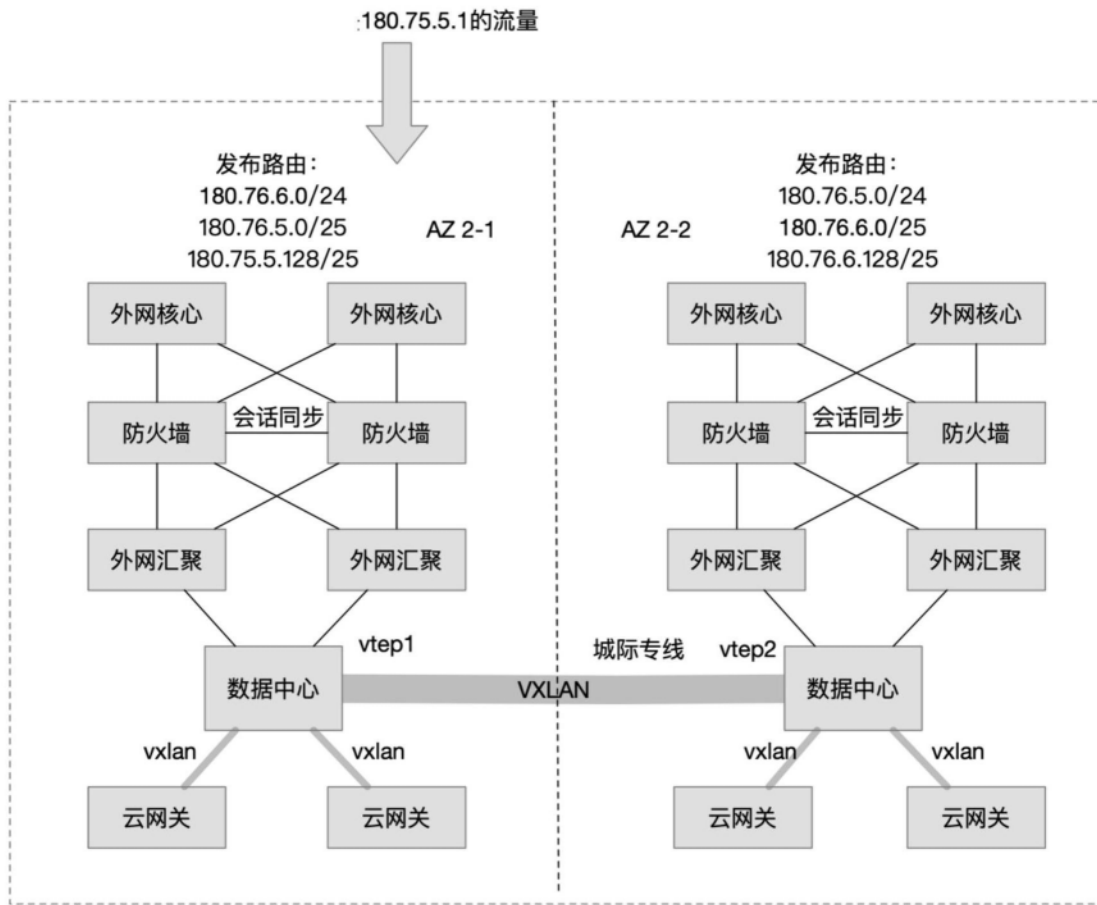 :180.75.5.1的流量
发布路由：
180.76.6.0/24
180.76.5.0/25
180.75.5.128/25
AZ 2-1
AZ 2-2
发布路由：
180.76.5.0/24
180.76.6.0/25
180.76.6.128/25
外网核心
外网核心
外网核心
外网核心
防火墙
会话同步
防火墙
防火墙
会话同步
防火墙
外网汇聚
外网汇聚
外网汇聚
外网汇聚
vtep1
城际专线
vtep2
数据中心
VXLAN
数据中心
vxlan
vxlan
vxlan
vxlan
云网关
云网关
云网关
云网关